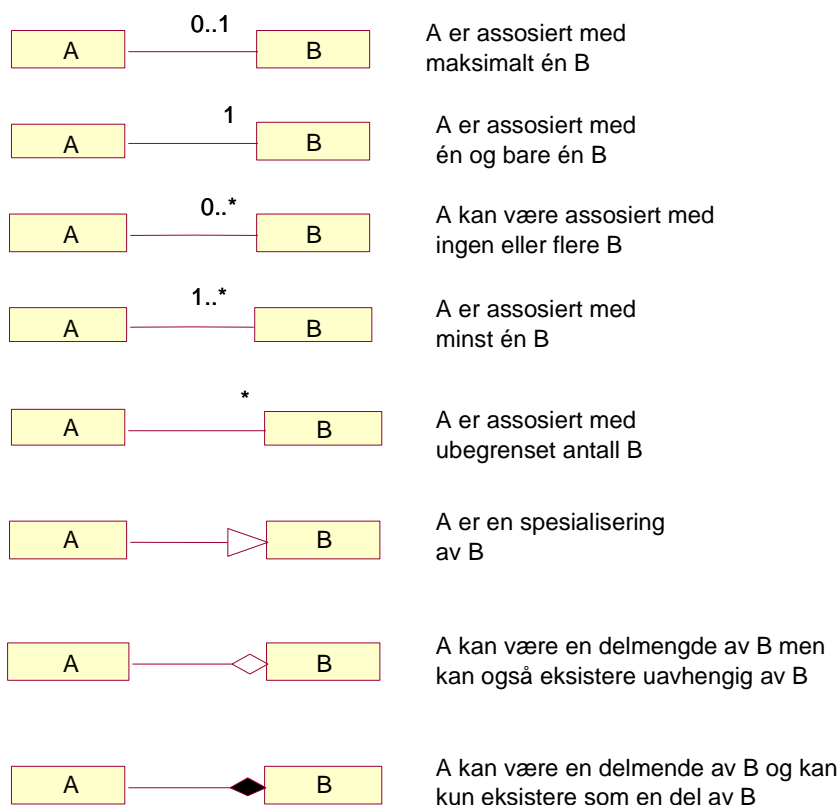 0..1
A B
A er assosiert med
maksimalt én B
1
A B
A er assosiert med
én og bare én B
0..*
A B
A kan være assosiert med
ingen eller flere B
1..*
A B
A er assosiert med
minst én B
*
A B
A er assosiert med
ubegrenset antall B
A B
A er en spesialisering
av B
A B
A kan være en delmengde av B men
kan også eksistere uavhengig av B
A B
A kan være en delmende av B og kan
kun eksistere som en del av B